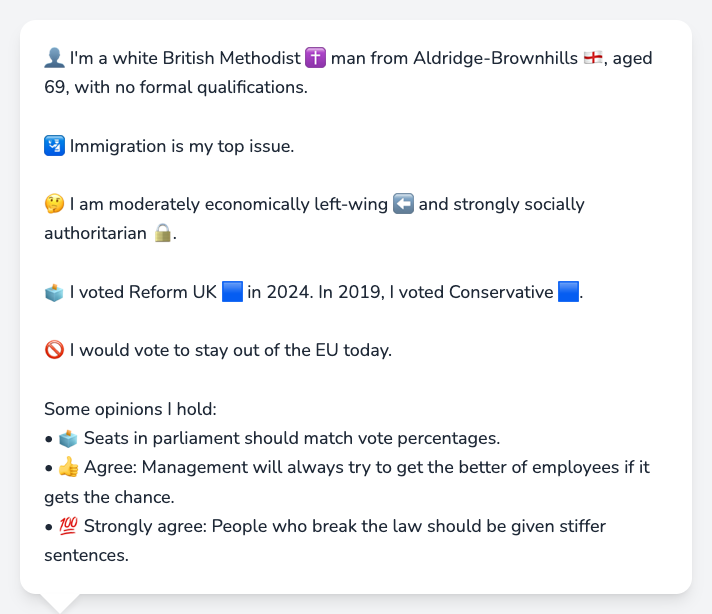 👤 I'm a white British Methodist ✝️ man from Aldridge-Brownhills 🏴󠁧󠁢󠁥󠁮󠁧󠁿, aged
69, with no formal qualifications.
🛂 Immigration is my top issue.
🤔 I am moderately economically left-wing ⬅️ and strongly socially
authoritarian 🔒.
🗳️ I voted Reform UK 🟦 in 2024. In 2019, I voted Conservative 🟦.
🚫 I would vote to stay out of the EU today.
Some opinions I hold:
• 🗳️ Seats in parliament should match vote percentages.
• 👍 Agree: Management will always try to get the better of employees if it
gets the chance.
• 💯 Strongly agree: People who break the law should be given stiffer
sentences.